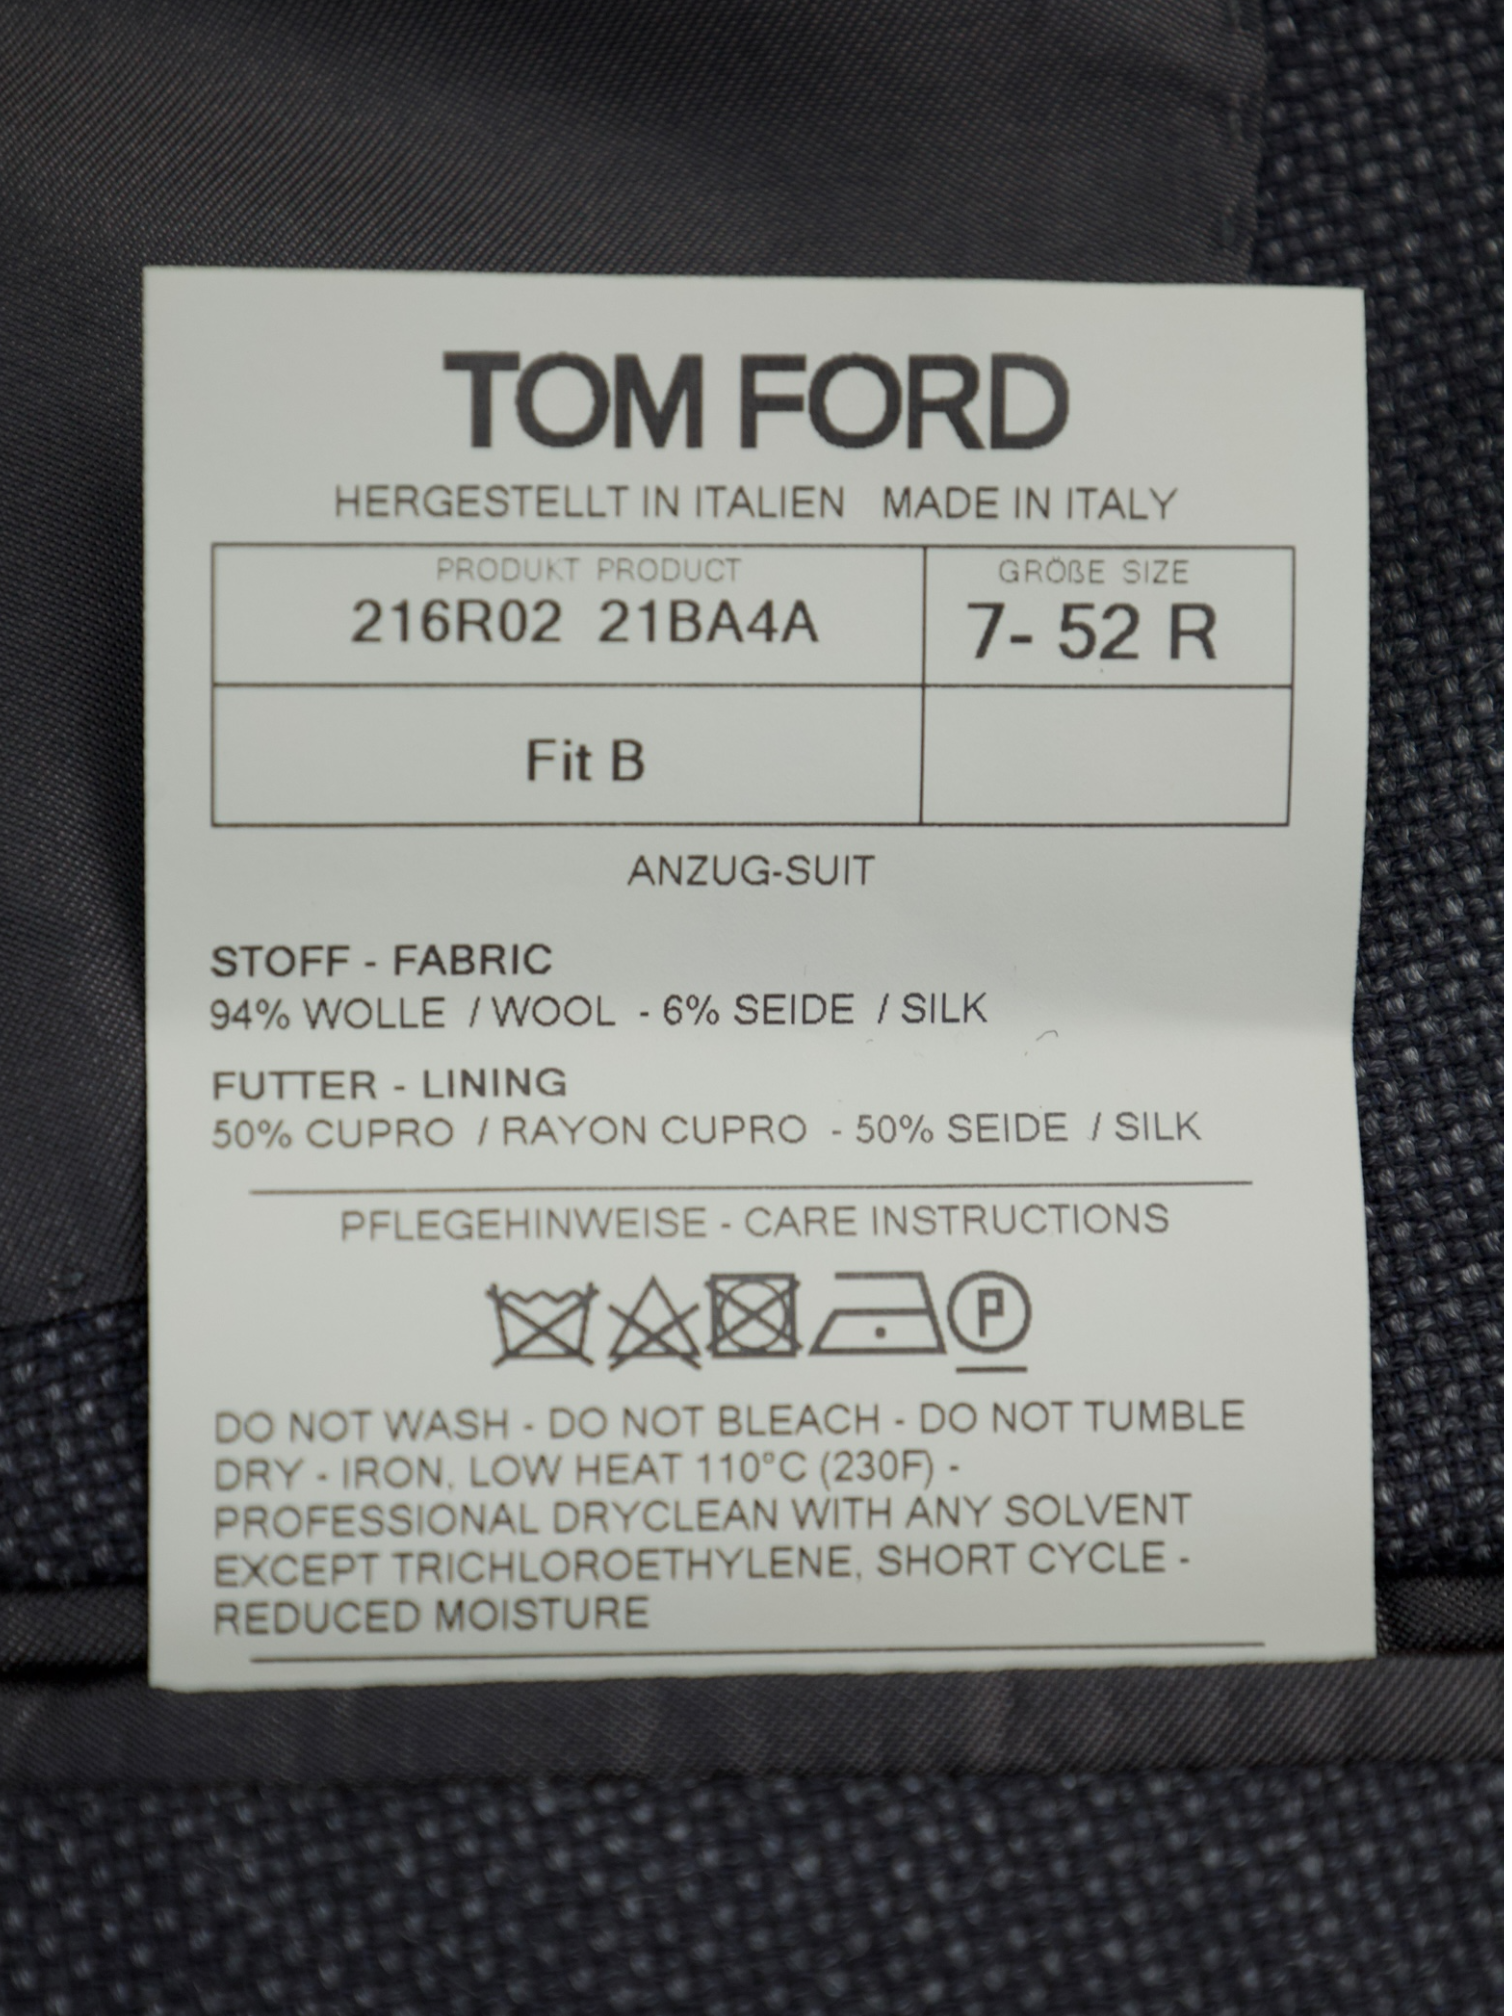 TOM FORD
HERGESTELLT IN ITALIEN MADE IN ITALY
PRODUKT PRODUCT
216R02 21BA4A
GRÖßE SIZE
7- 52 R
Fit B
ANZUG-SUIT
STOFF - FABRIC
94% WOLLE / WOOL - 6% SEIDE / SILK
FUTTER - LINING
50% CUPRO / RAYON CUPRO - 50% SEIDE / SILK
PFLEGEHINWEISE - CARE INSTRUCTIONS
P
DO NOT WASH - DO NOT BLEACH - DO NOT TUMBLE
DRY - IRON, LOW HEAT 110°C (230F) -
PROFESSIONAL DRYCLEAN WITH ANY SOLVENT
EXCEPT TRICHLOROETHYLENE, SHORT CYCLE -
REDUCED MOISTURE